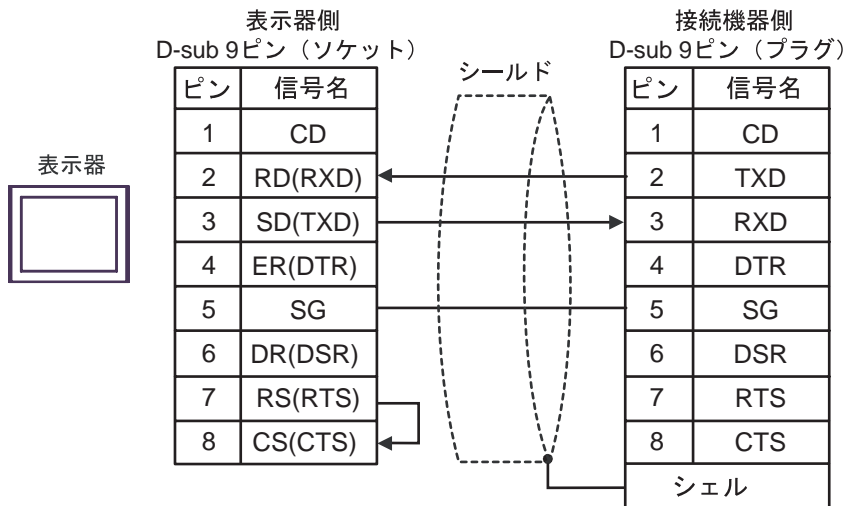 表示器側
D-sub 9ピン（ソケット）
接続機器側
D-sub 9ピン（プラグ）
シールド
表示器
ピン 信号名
1 CD
2 RD(RXD)
3 SD(TXD)
4 ER(DTR)
5 SG
6 DR(DSR)
7 RS(RTS)
8 CS(CTS)
ピン 信号名
1 CD
2 TXD
3 RXD
4 DTR
5 SG
6 DSR
7 RTS
8 CTS
シェル